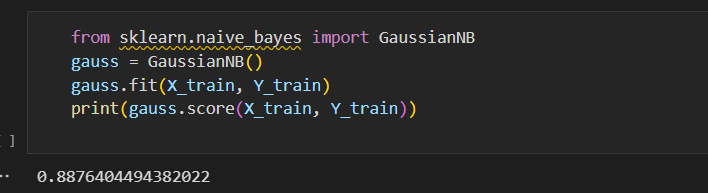 from sklearn.naive_bayes import GaussianNB
gauss = GaussianNB()
gauss.fit(X_train, Y_train)
print(gauss.score(X_train, Y_train))
[ ]
0.8876404494382022